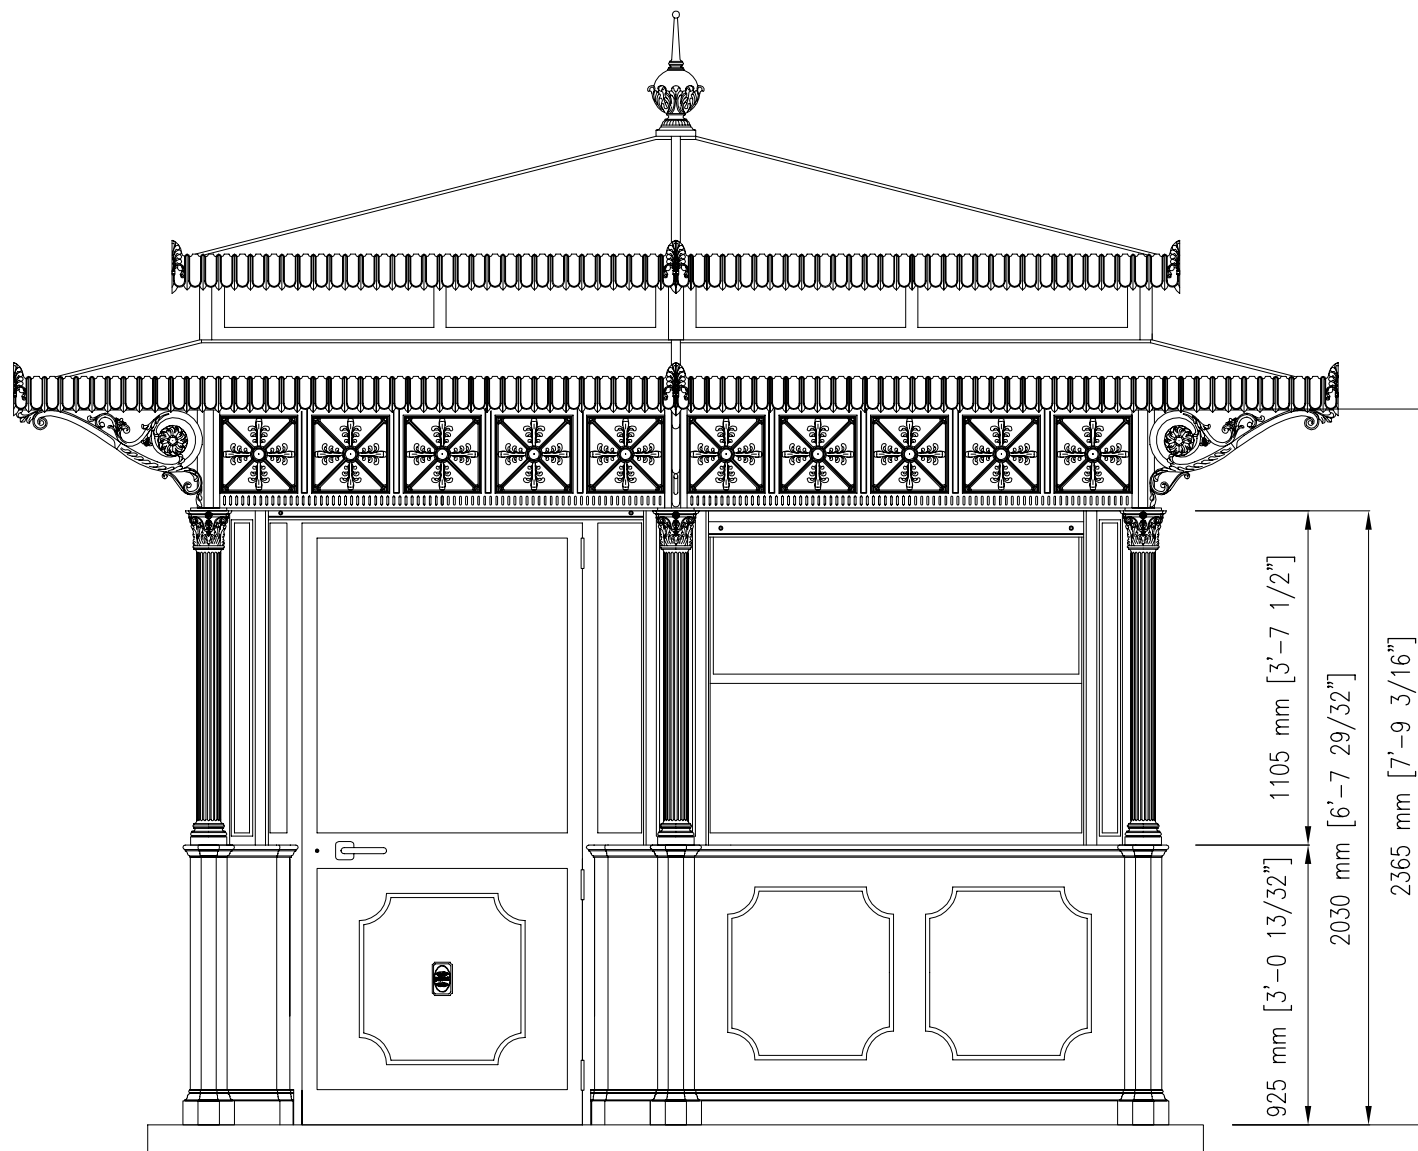 1105 mm [3'-7 1/2"]
925 mm [3'-0 13/32"]
2030 mm [6'-7 29/32"]
2365 mm [7'-9 3/16"]